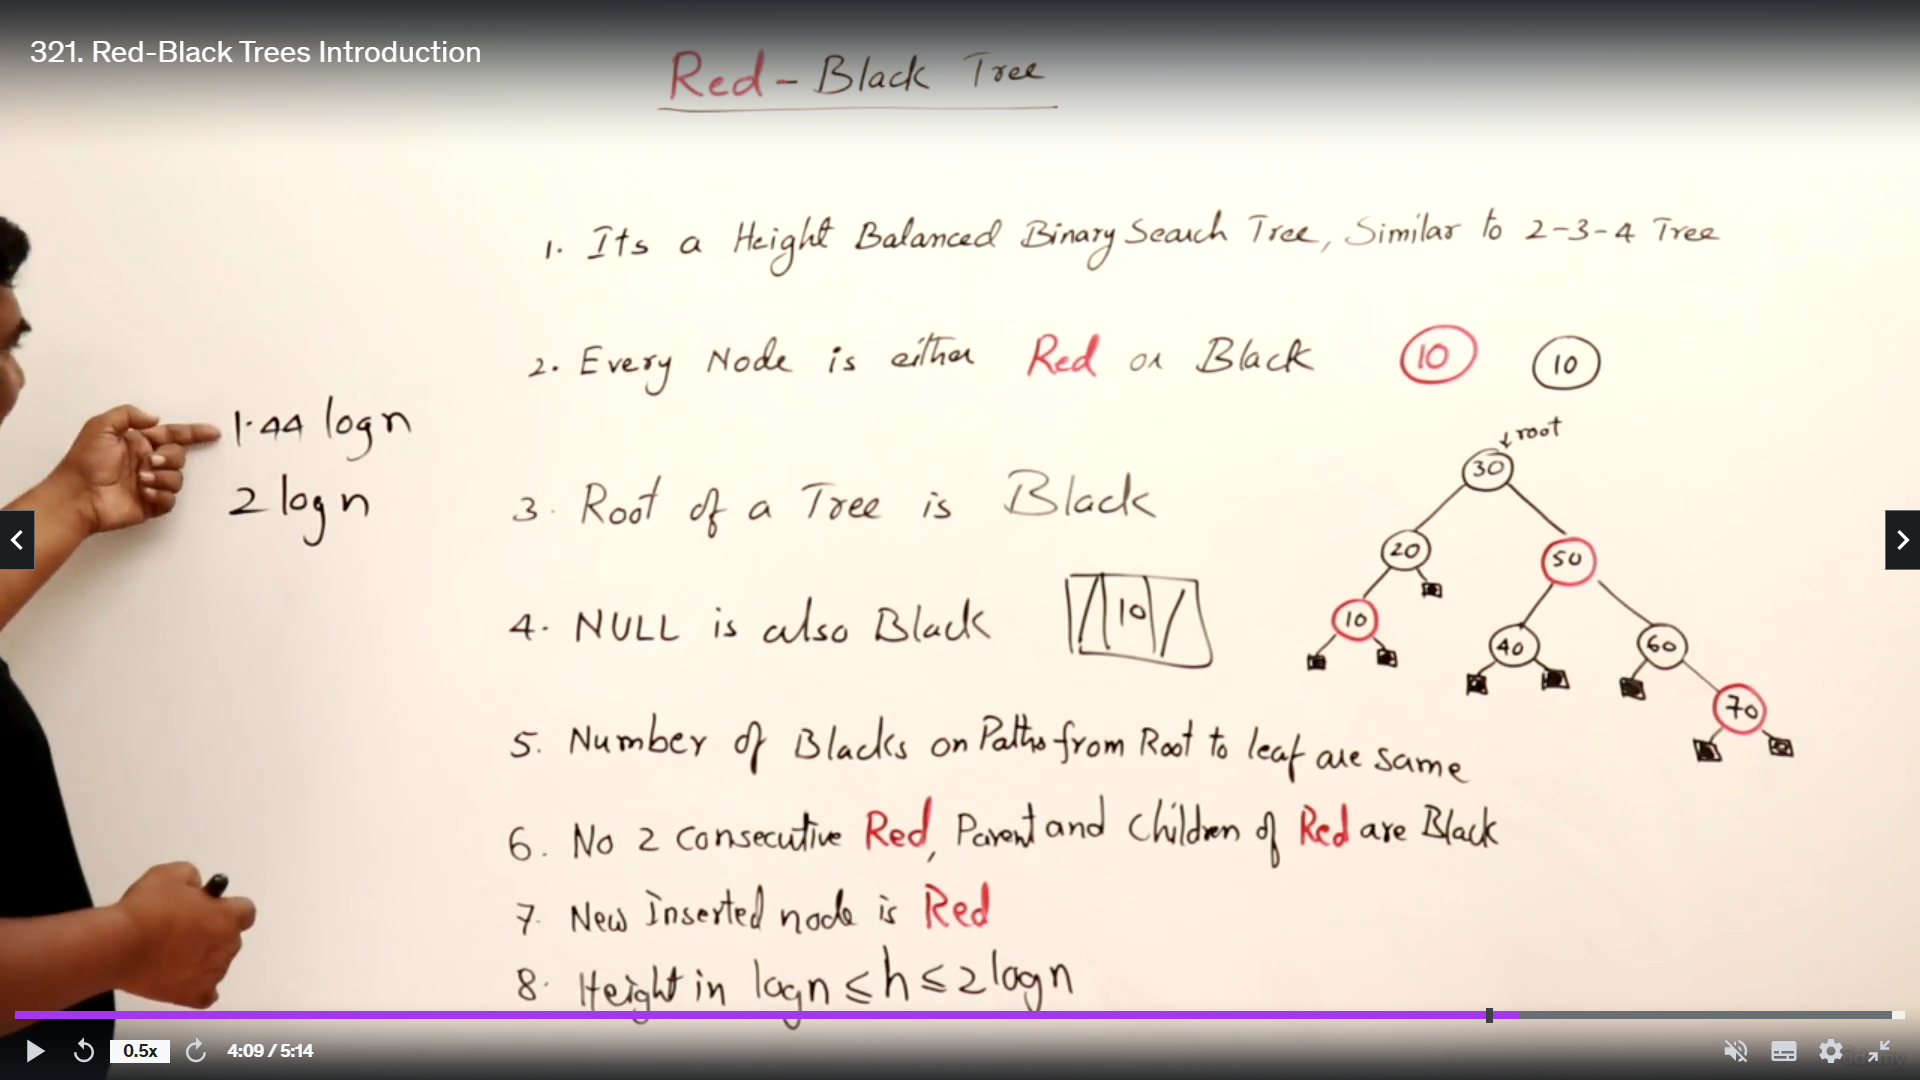 321. Red-Black Trees Introduction
Red-Black Tree
1. Its a Height Balanced Binary Search Tree, Similar to 2-3-4 Tree
2. Every Node is either Red or Black
10
10
1.44 log n
2 log n
3. Root of a Tree is Black
root
30
20
50
10
40
60
70
4. NULL is also Black
10
5. Number of Blacks on Paths from Root to leaf are same
6. No 2 consecutive Red, Parent and Children of Red are Black
7. New Inserted node is Red
8. Height in logn ≤ h ≤ 2logn
0.5x
4:09 / 5:14
udemy